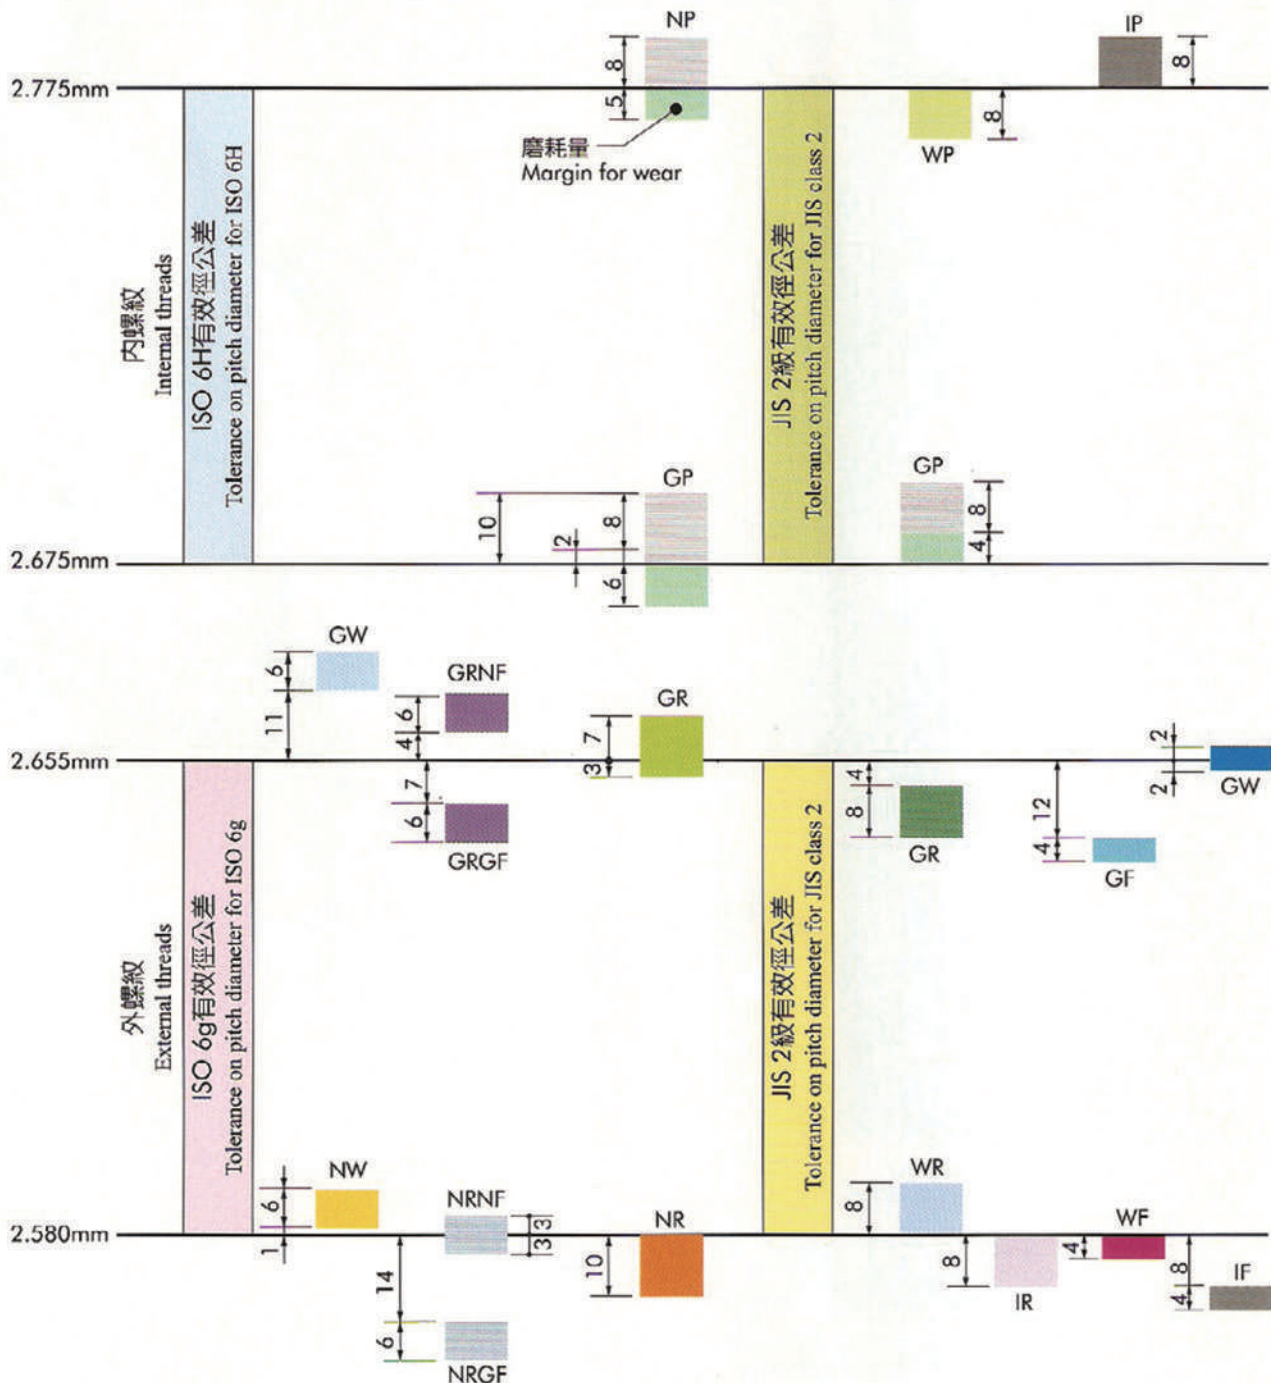 NP
IP
8
8
2.775mm
5
8
磨耗量
Margin for wear
WP
內螺紋
Internal threads
ISO 6H有效徑公差
Tolerance on pitch diameter for ISO 6H
JIS 2級有效徑公差
Tolerance on pitch diameter for JIS class 2
GP
GP
10
8
2
8
4
2.675mm
6
GW
6
11
GRNF
6
4
GR
7
3
2
2
GW
2.655mm
7
6
GRGF
4
8
GR
12
4
GF
外螺紋
External threads
ISO 6g有效徑公差
Tolerance on pitch diameter for ISO 6g
JIS 2級有效徑公差
Tolerance on pitch diameter for JIS class 2
NW
6
1
NRNF
3
3
NR
WR
8
WF
2.580mm
14
10
8
IR
4
8
4
IF
6
NRGF